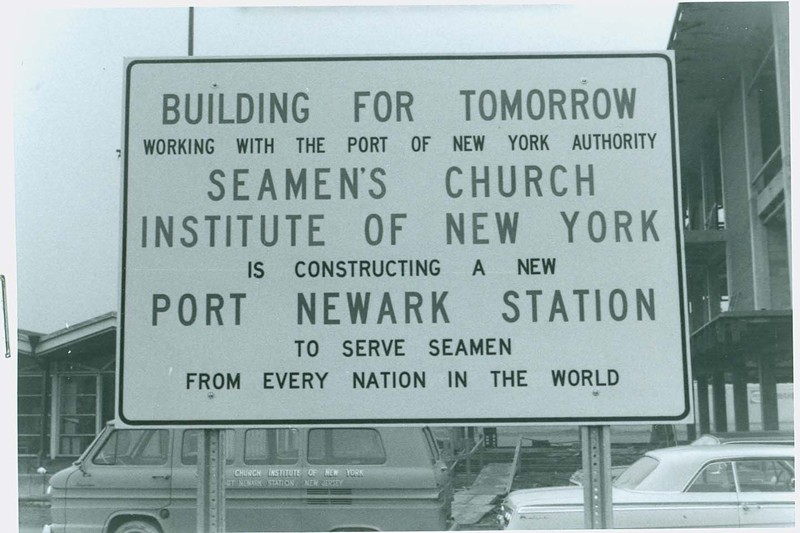 BUILDING FOR TOMORROW
WORKING WITH THE PORT OF NEW YORK AUTHORITY
SEAMEN'S CHURCH
INSTITUTE OF NEW YORK
IS CONSTRUCTING A NEW
PORT NEWARK STATION
TO SERVE SEAMEN
FROM EVERY NATION IN THE WORLD
CHURCH INSTITUTE OF NEW YORK
NEWARK STATION, NEW JERSEY